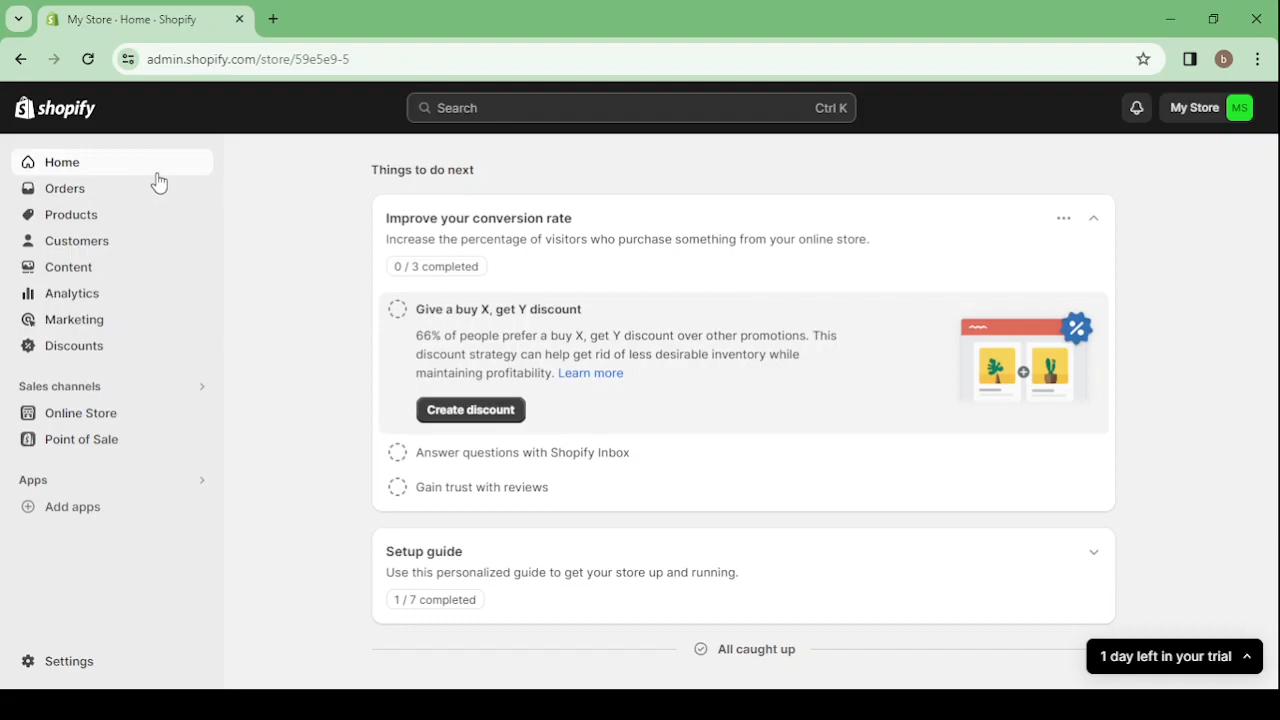 My Store · Home · Shopify
admin.shopify.com/store/59e5e9-5
b
shopify
Search
Ctrl K
My Store
MS
Home
Orders
Products
Customers
Content
Analytics
Marketing
Discounts
Sales channels
Online Store
Point of Sale
Apps
Add apps
Settings
Things to do next
Improve your conversion rate
Increase the percentage of visitors who purchase something from your online store.
0 / 3 completed
Give a buy X, get Y discount
66% of people prefer a buy X, get Y discount over other promotions. This
discount strategy can help get rid of less desirable inventory while
maintaining profitability. Learn more
Create discount
Answer questions with Shopify Inbox
Gain trust with reviews
Setup guide
Use this personalized guide to get your store up and running.
1 / 7 completed
All caught up
1 day left in your trial